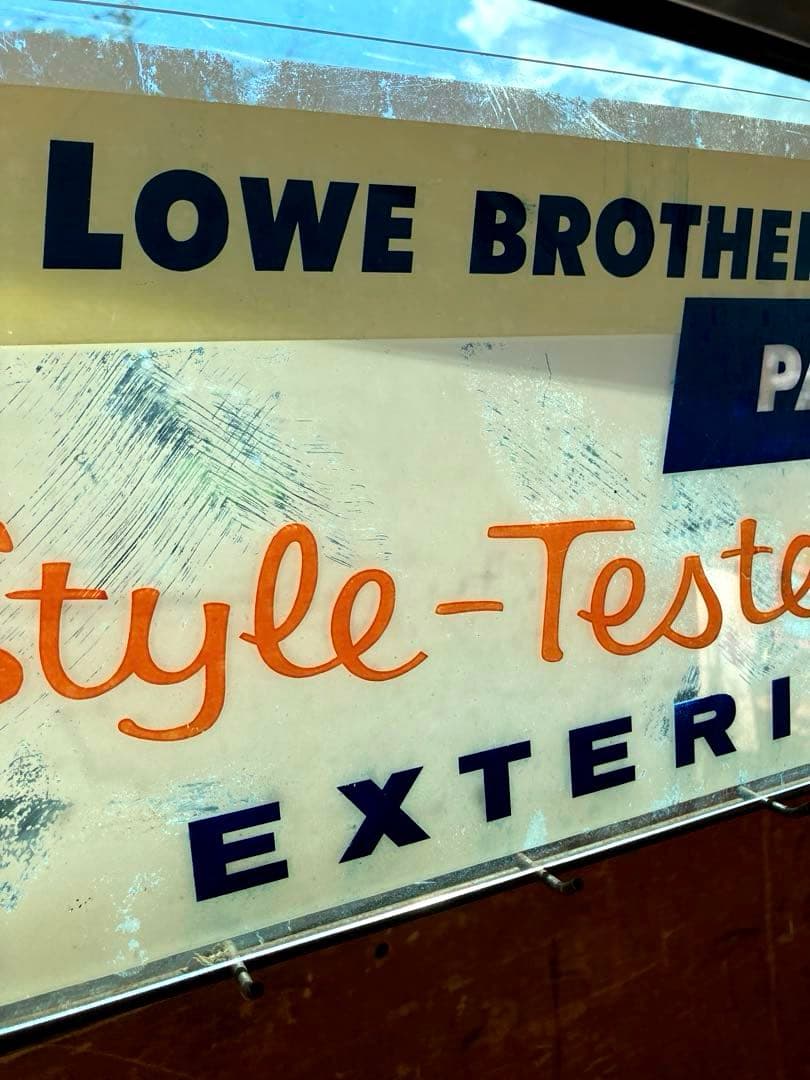 LOWE BROTHE
PA
Style-Teste
EXTERI